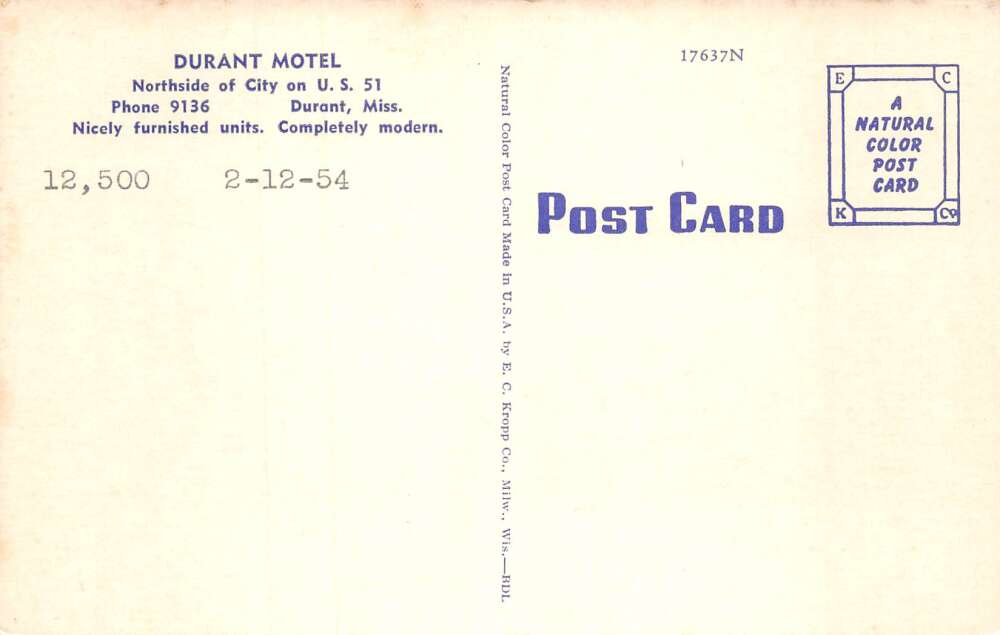 DURANT MOTEL
Northside of City on U. S. 51
Phone 9136 Durant, Miss.
Nicely furnished units. Completely modern.
12,500 2-12-54
Natural Color Post Card Made in U.S.A. by E. C. Kropp Co., Milw., Wis.—BDL
17637N
POST CARD
E C
A
NATURAL
COLOR
POST
CARD
K Co